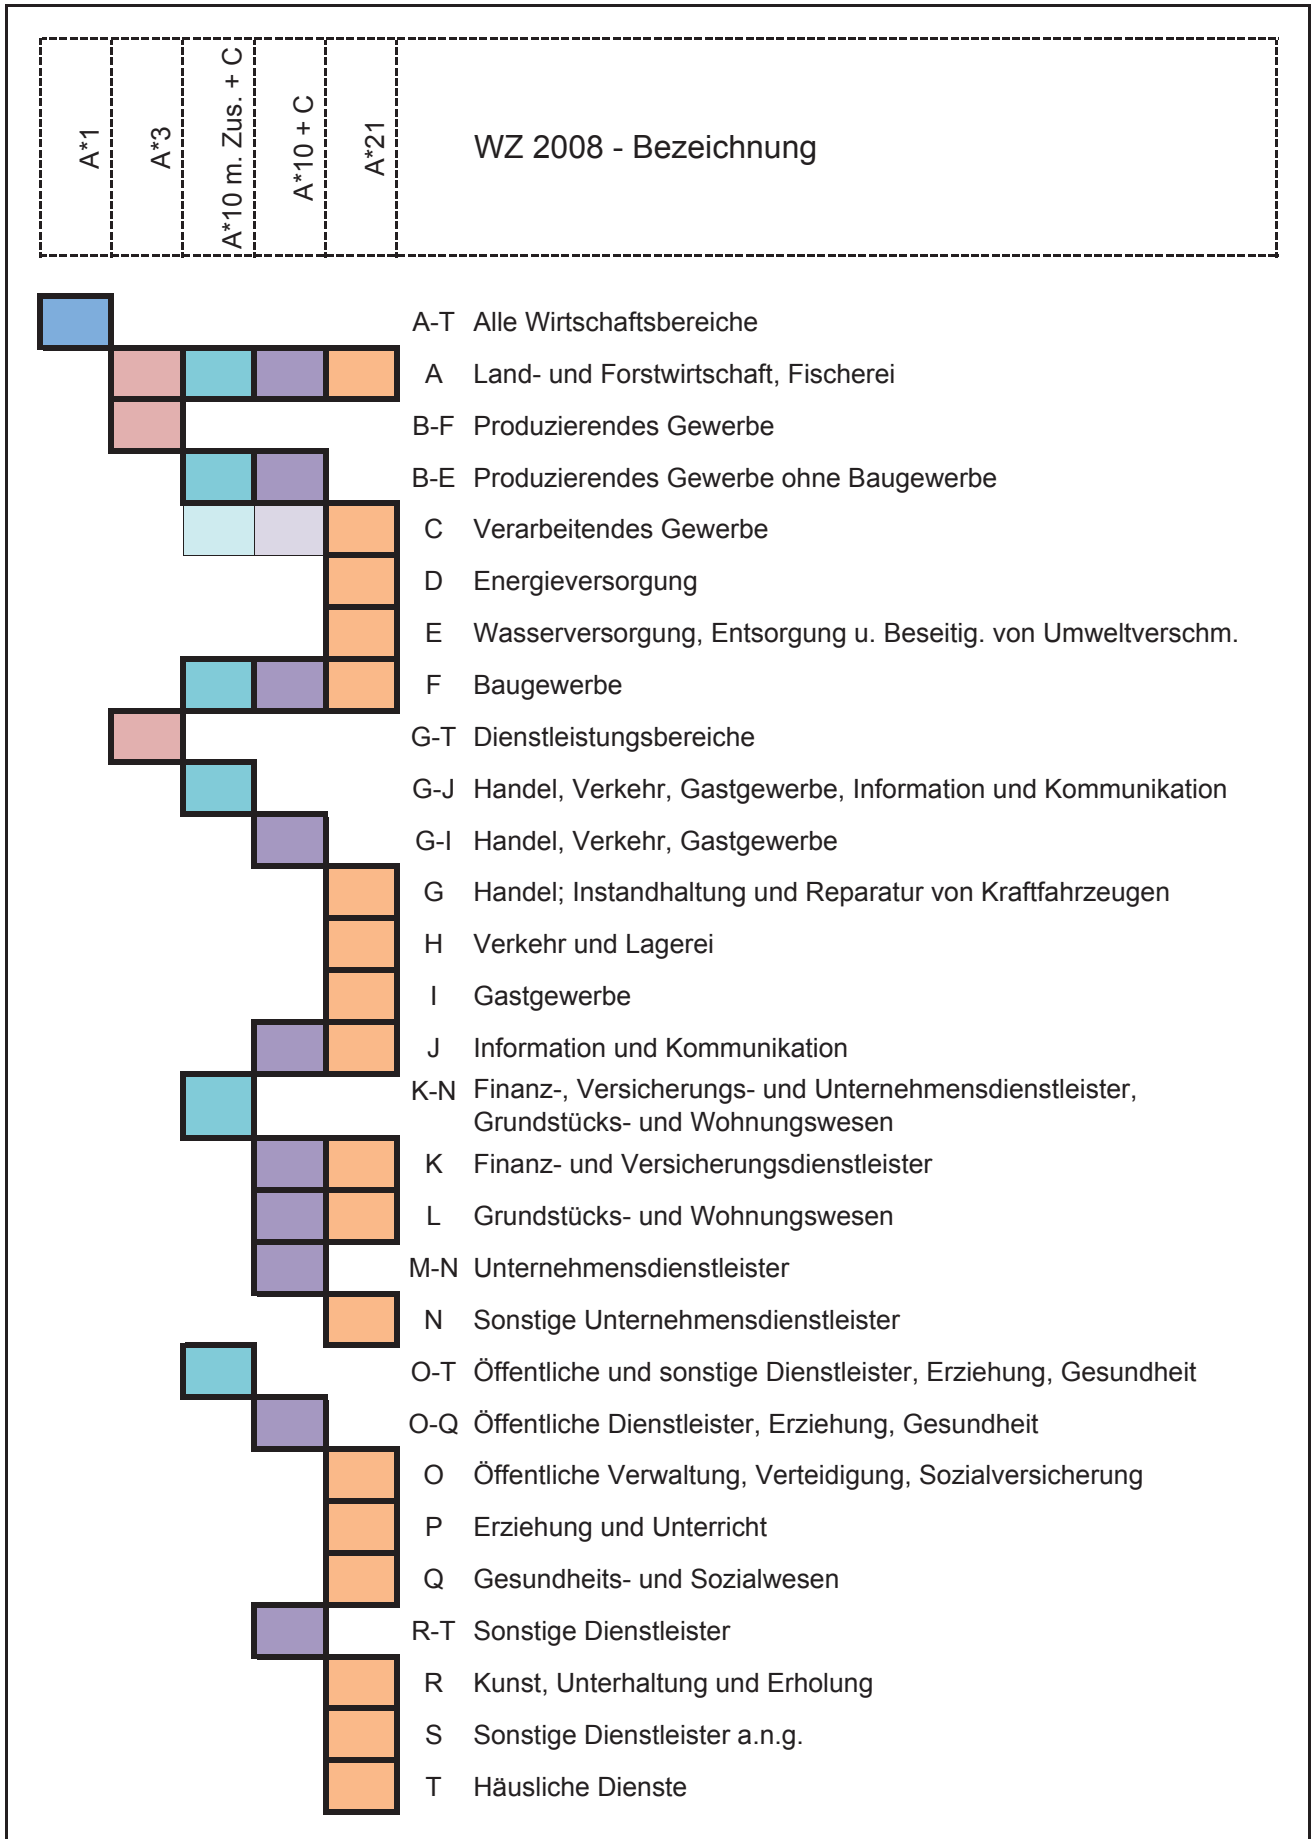 A*1
A*3
A*10 m. Zus. + C
A*10 + C
A*21
WZ 2008 - Bezeichnung
A-T Alle Wirtschaftsbereiche
A Land- und Forstwirtschaft, Fischerei
B-F Produzierendes Gewerbe
B-E Produzierendes Gewerbe ohne Baugewerbe
C Verarbeitendes Gewerbe
D Energieversorgung
E Wasserversorgung, Entsorgung u. Beseitig. von Umweltverschm.
F Baugewerbe
G-T Dienstleistungsbereiche
G-J Handel, Verkehr, Gastgewerbe, Information und Kommunikation
G-I Handel, Verkehr, Gastgewerbe
G Handel; Instandhaltung und Reparatur von Kraftfahrzeugen
H Verkehr und Lagerei
I Gastgewerbe
J Information und Kommunikation
K-N Finanz-, Versicherungs- und Unternehmensdienstleister,
Grundstücks- und Wohnungswesen
K Finanz- und Versicherungsdienstleister
L Grundstücks- und Wohnungswesen
M-N Unternehmensdienstleister
N Sonstige Unternehmensdienstleister
O-T Öffentliche und sonstige Dienstleister, Erziehung, Gesundheit
O-Q Öffentliche Dienstleister, Erziehung, Gesundheit
O Öffentliche Verwaltung, Verteidigung, Sozialversicherung
P Erziehung und Unterricht
Q Gesundheits- und Sozialwesen
R-T Sonstige Dienstleister
R Kunst, Unterhaltung und Erholung
S Sonstige Dienstleister a.n.g.
T Häusliche Dienste